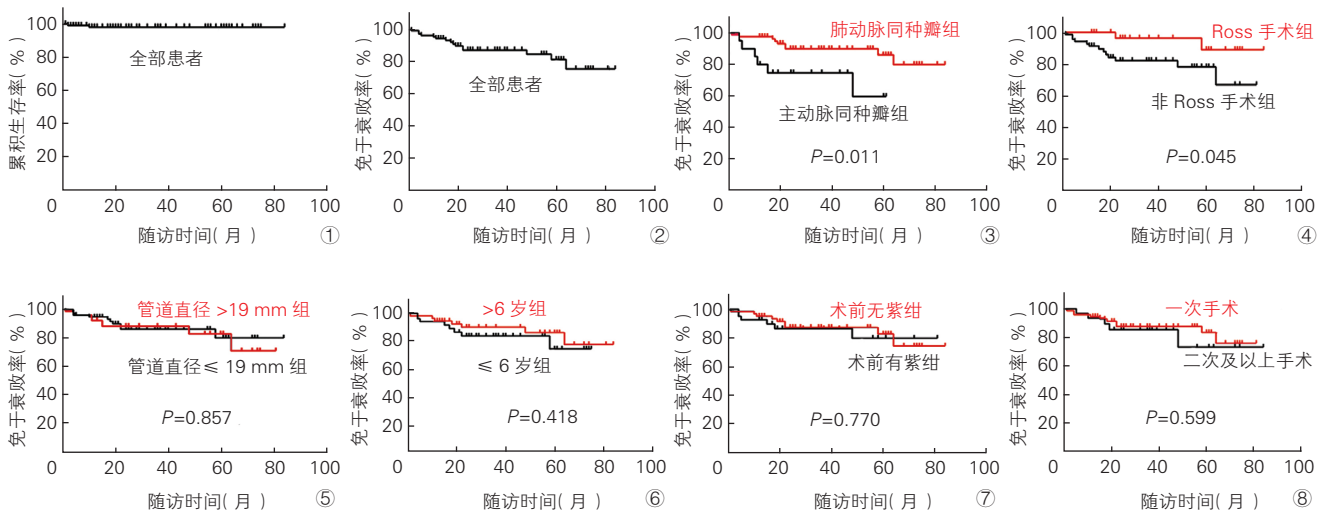 累积生存率( % )
100
80
60
40
20
0
20
40
60
80
100
全部患者
随访时间( 月 )
①
免于衰败率( % )
100
80
60
40
20
0
20
40
60
80
100
全部患者
随访时间( 月 )
②
免于衰败率( % )
100
80
60
40
20
0
20
40
60
80
100
肺动脉同种瓣组
主动脉同种瓣组
P=0.011
随访时间( 月 )
③
免于衰败率( % )
100
80
60
40
20
0
20
40
60
80
100
Ross 手术组
非 Ross 手术组
P=0.045
随访时间( 月 )
④
免于衰败率( % )
100
80
60
40
20
0
20
40
60
80
100
管道直径 >19 mm 组
管道直径≤ 19 mm 组
P=0.857
随访时间( 月 )
⑤
免于衰败率( % )
100
80
60
40
20
0
20
40
60
80
100
>6 岁组
≤ 6 岁组
P=0.418
随访时间( 月 )
⑥
免于衰败率( % )
100
80
60
40
20
0
20
40
60
80
100
术前无紫绀
术前有紫绀
P=0.770
随访时间( 月 )
⑦
免于衰败率( % )
100
80
60
40
20
0
20
40
60
80
100
一次手术
二次及以上手术
P=0.599
随访时间( 月 )
⑧